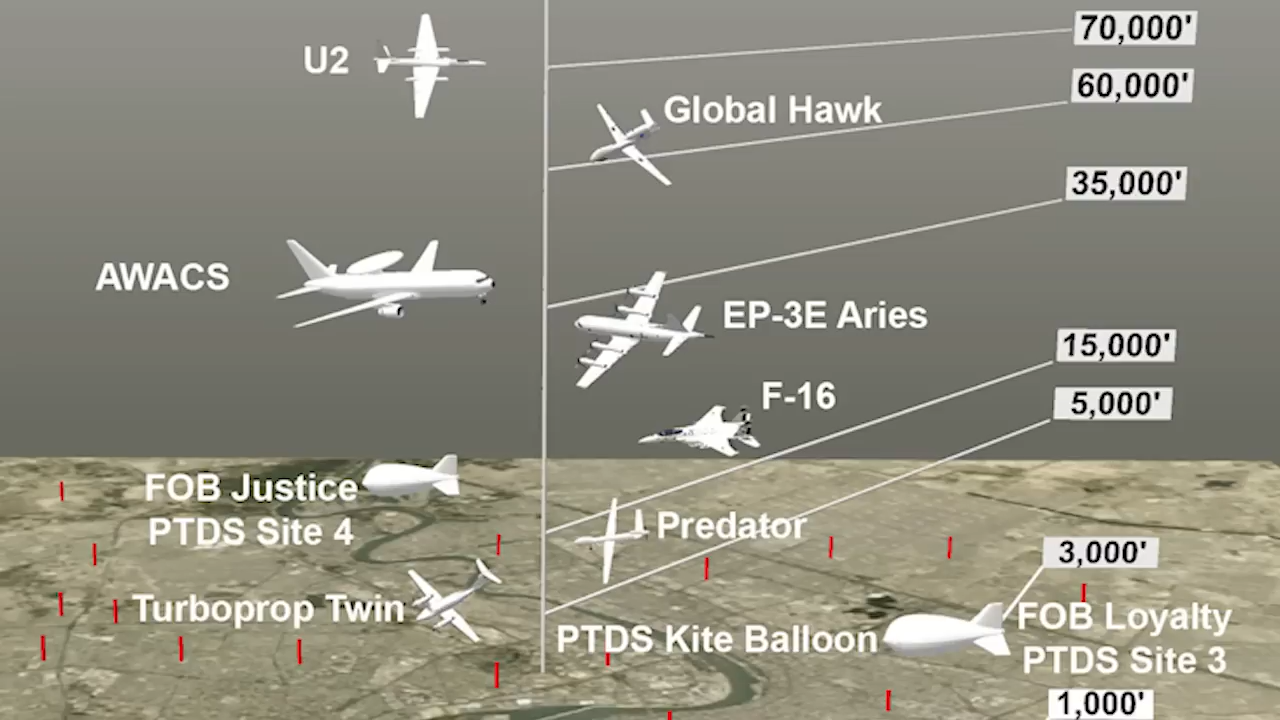 70,000'
U2
60,000'
Global Hawk
35,000'
AWACS
EP-3E Aries
15,000'
F-16
5,000'
FOB Justice
PTDS Site 4
Predator
3,000'
Turboprop Twin
PTDS Kite Balloon
FOB Loyalty
PTDS Site 3
1,000'